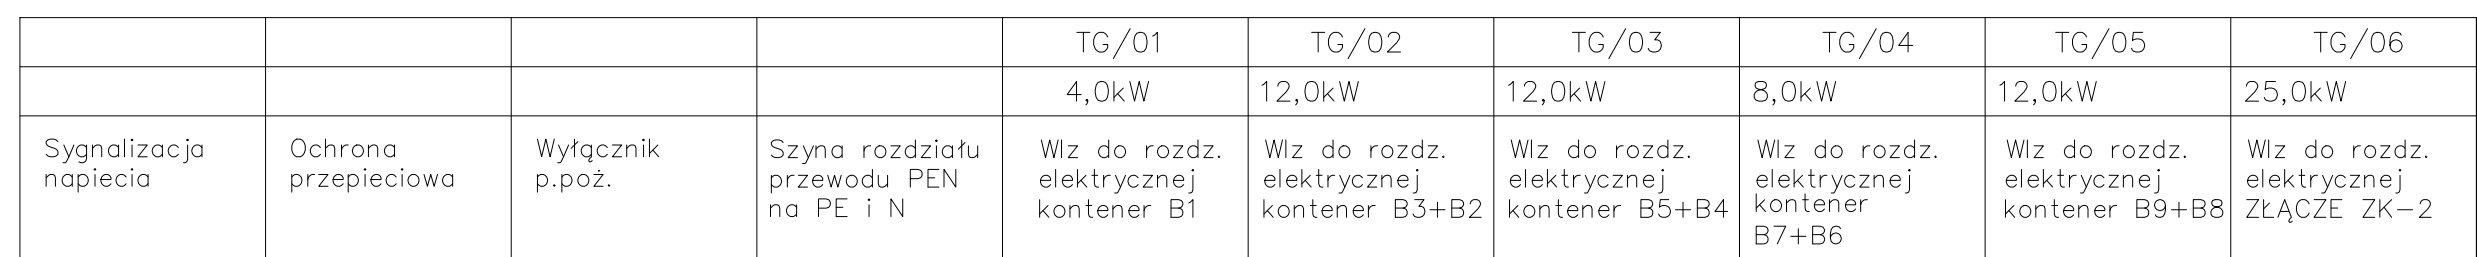 TG/01 TG/02 TG/03 TG/04 TG/05 TG/06
4,0kW 12,0kW 12,0kW 8,0kW 12,0kW 25,0kW
Sygnalizacja
napiecia
Ochrona
przepieciowa
Wyłącznik
p.poż.
Szyna rozdziału
przewodu PEN
na PE i N
Wlz do rozdz.
elektrycznej
kontener B1
Wlz do rozdz.
elektrycznej
kontener B3+B2
Wlz do rozdz.
elektrycznej
kontener B5+B4
Wlz do rozdz.
elektrycznej
kontener
B7+B6
Wlz do rozdz.
elektrycznej
kontener B9+B8
Wlz do rozdz.
elektrycznej
ZŁĄCZE ZK-2